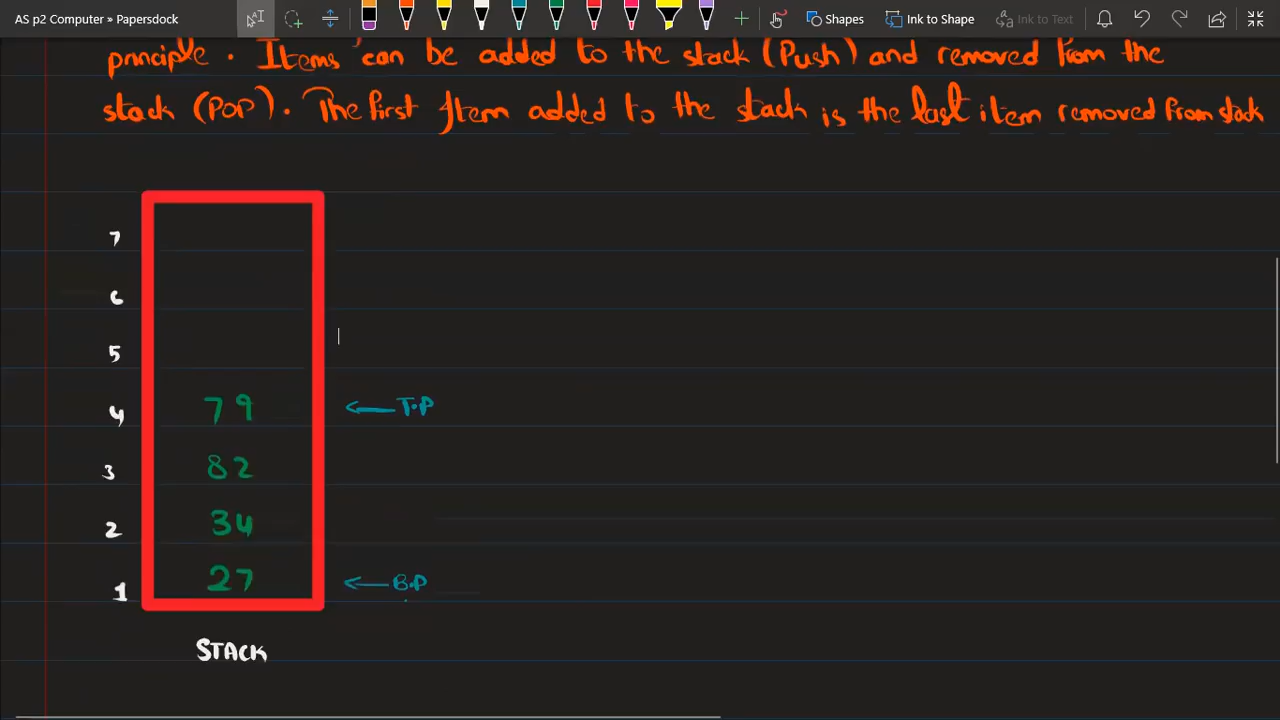 AS p2 Computer » Papersdock
Shapes
Ink to Shape
Ink to Text
principle. Items can be added to the stack (Push) and removed from the
stack (POP). The first Item added to the stack is the last item removed from stack
7
6
5
4 79 ← T.P
3 82
2 34
1 27 ← B.P
STACK